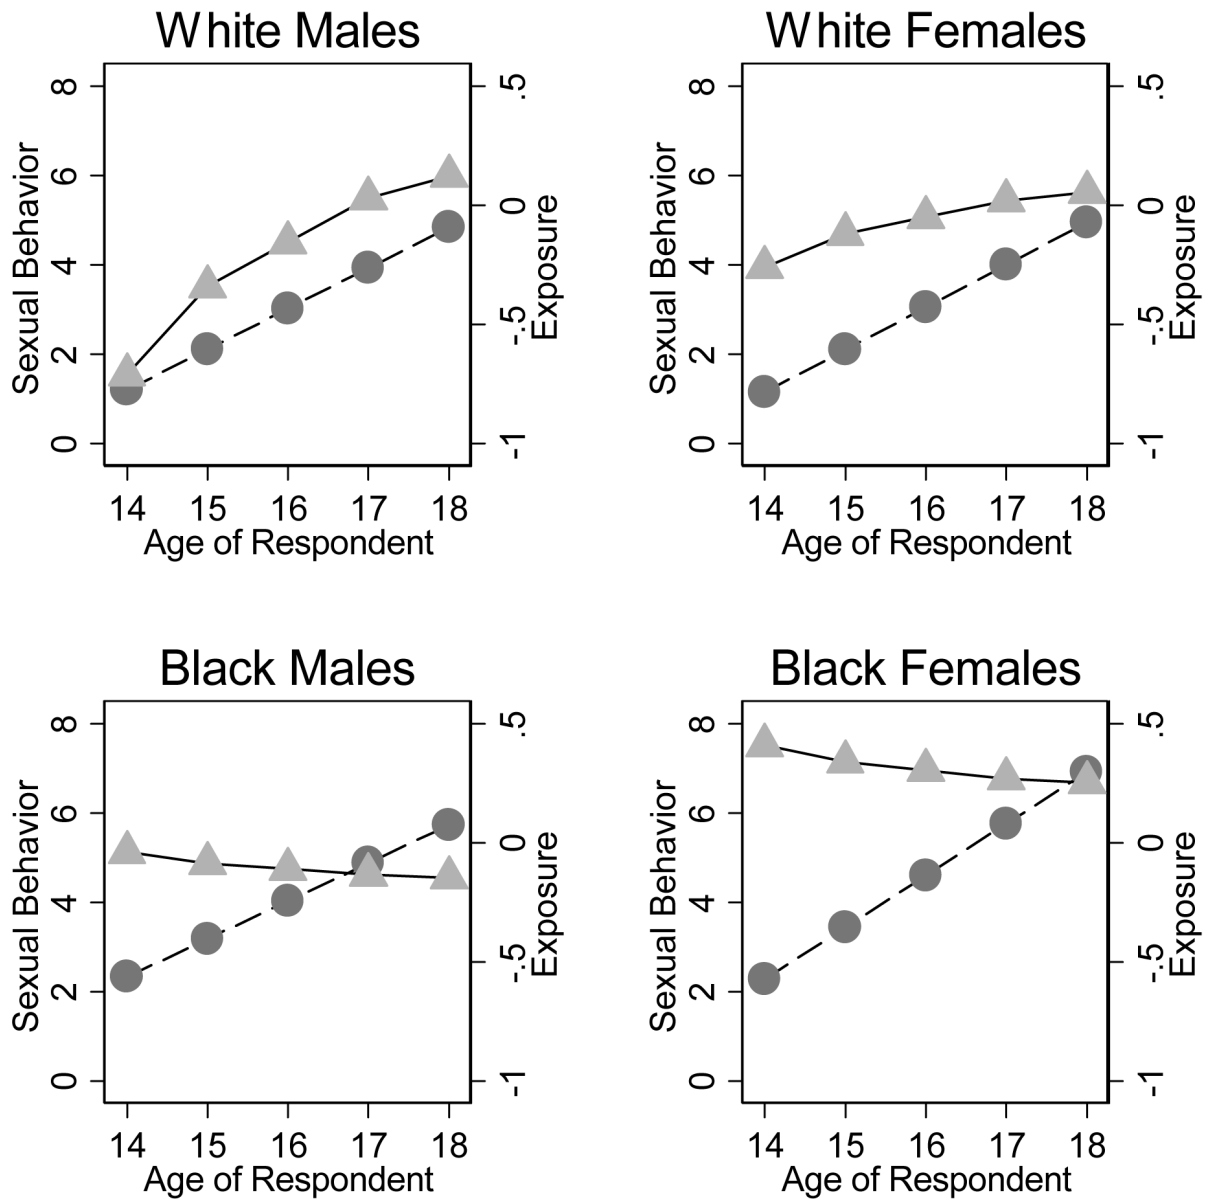 White Males
White Females
Sexual Behavior
0 2 4 6 8
-1 -.5 0 .5
Exposure
14 15 16 17 18
Age of Respondent
Sexual Behavior
0 2 4 6 8
-1 -.5 0 .5
Exposure
14 15 16 17 18
Age of Respondent
Black Males
Black Females
Sexual Behavior
0 2 4 6 8
-1 -.5 0 .5
Exposure
14 15 16 17 18
Age of Respondent
Sexual Behavior
0 2 4 6 8
-1 -.5 0 .5
Exposure
14 15 16 17 18
Age of Respondent